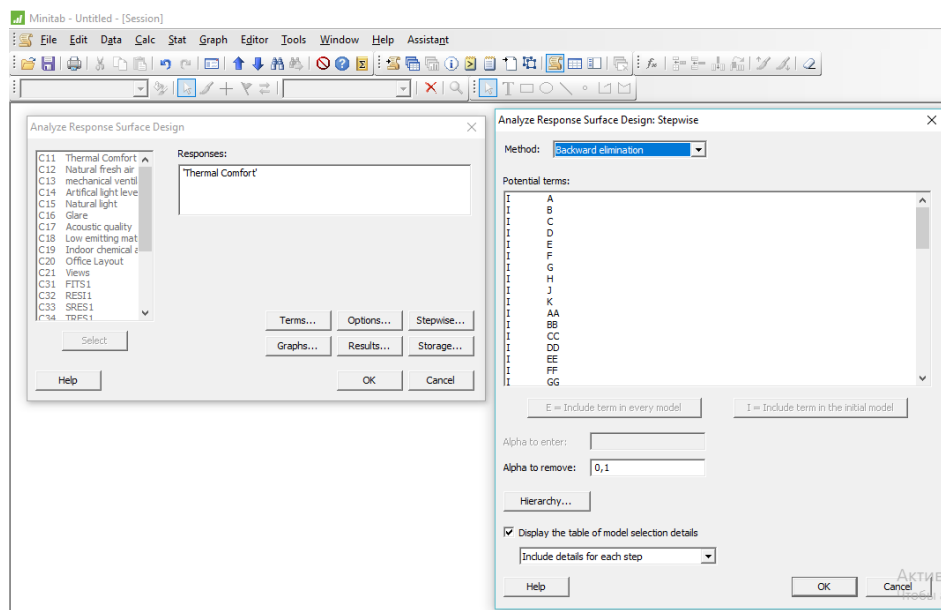 Minitab - Untitled - [Session]
File Edit Data Calc Stat Graph Editor Tools Window Help Assistant
Analyze Response Surface Design
C11 Thermal Comfort
C12 Natural fresh air
C13 mechanical ventil
C14 Artifical light leve
C15 Natural light
C16 Glare
C17 Acoustic quality
C18 Low emitting mat
C19 Indoor chemical a
C20 Office Layout
C21 Views
C31 FITS1
C32 RESI1
C33 SRES1
C34 TRES1
Responses:
'Thermal Comfort'
Select
Terms... Options... Stepwise...
Graphs... Results... Storage...
Help OK Cancel
Analyze Response Surface Design: Stepwise
Method: Backward elimination
Potential terms:
I A
I B
I C
I D
I E
I F
I G
I H
I J
I K
I AA
I BB
I CC
I DD
I EE
I FF
I GG
E = Include term in every model I = Include term in the initial model
Alpha to enter:
Alpha to remove: 0,1
Hierarchy...
Display the table of model selection details
Include details for each step
Help OK Cancel